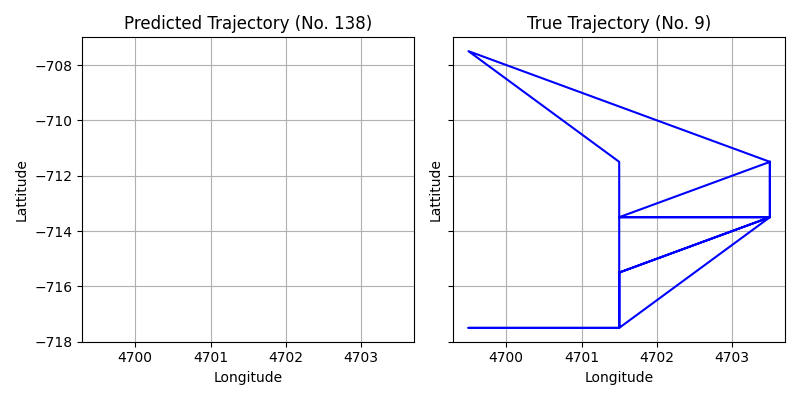 Predicted Trajectory (No. 138)
True Trajectory (No. 9)
Lattitude
−708
−710
−712
−714
−716
−718
4700
4701
4702
4703
Longitude
Lattitude
4700
4701
4702
4703
Longitude